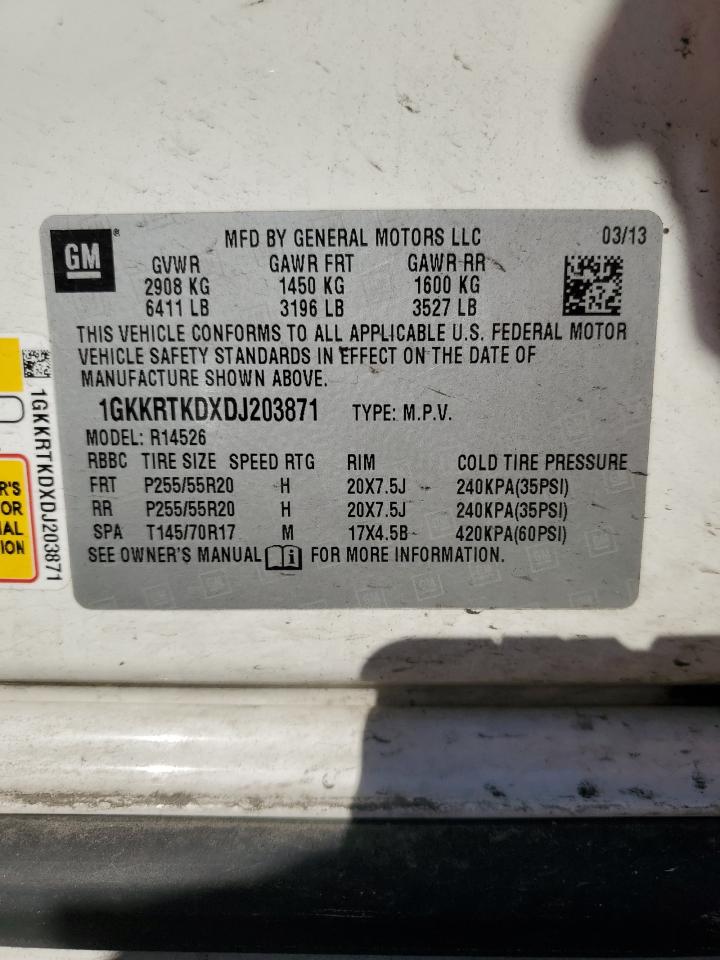 GM
®
MFD BY GENERAL MOTORS LLC 03/13
GVWR GAWR FRT GAWR RR
2908 KG 1450 KG 1600 KG
6411 LB 3196 LB 3527 LB
THIS VEHICLE CONFORMS TO ALL APPLICABLE U.S. FEDERAL MOTOR
VEHICLE SAFETY STANDARDS IN EFFECT ON THE DATE OF
MANUFACTURE SHOWN ABOVE.
1GKKRTKDXDJ203871 TYPE: M.P.V.
MODEL: R14526
RBBC TIRE SIZE SPEED RTG RIM COLD TIRE PRESSURE
FRT P255/55R20 H 20X7.5J 240KPA(35PSI)
RR P255/55R20 H 20X7.5J 240KPA(35PSI)
SPA T145/70R17 M 17X4.5B 420KPA(60PSI)
SEE OWNER'S MANUAL i FOR MORE INFORMATION.
1GKKRTKDXDJ203871
R'S
OR
AL
ION